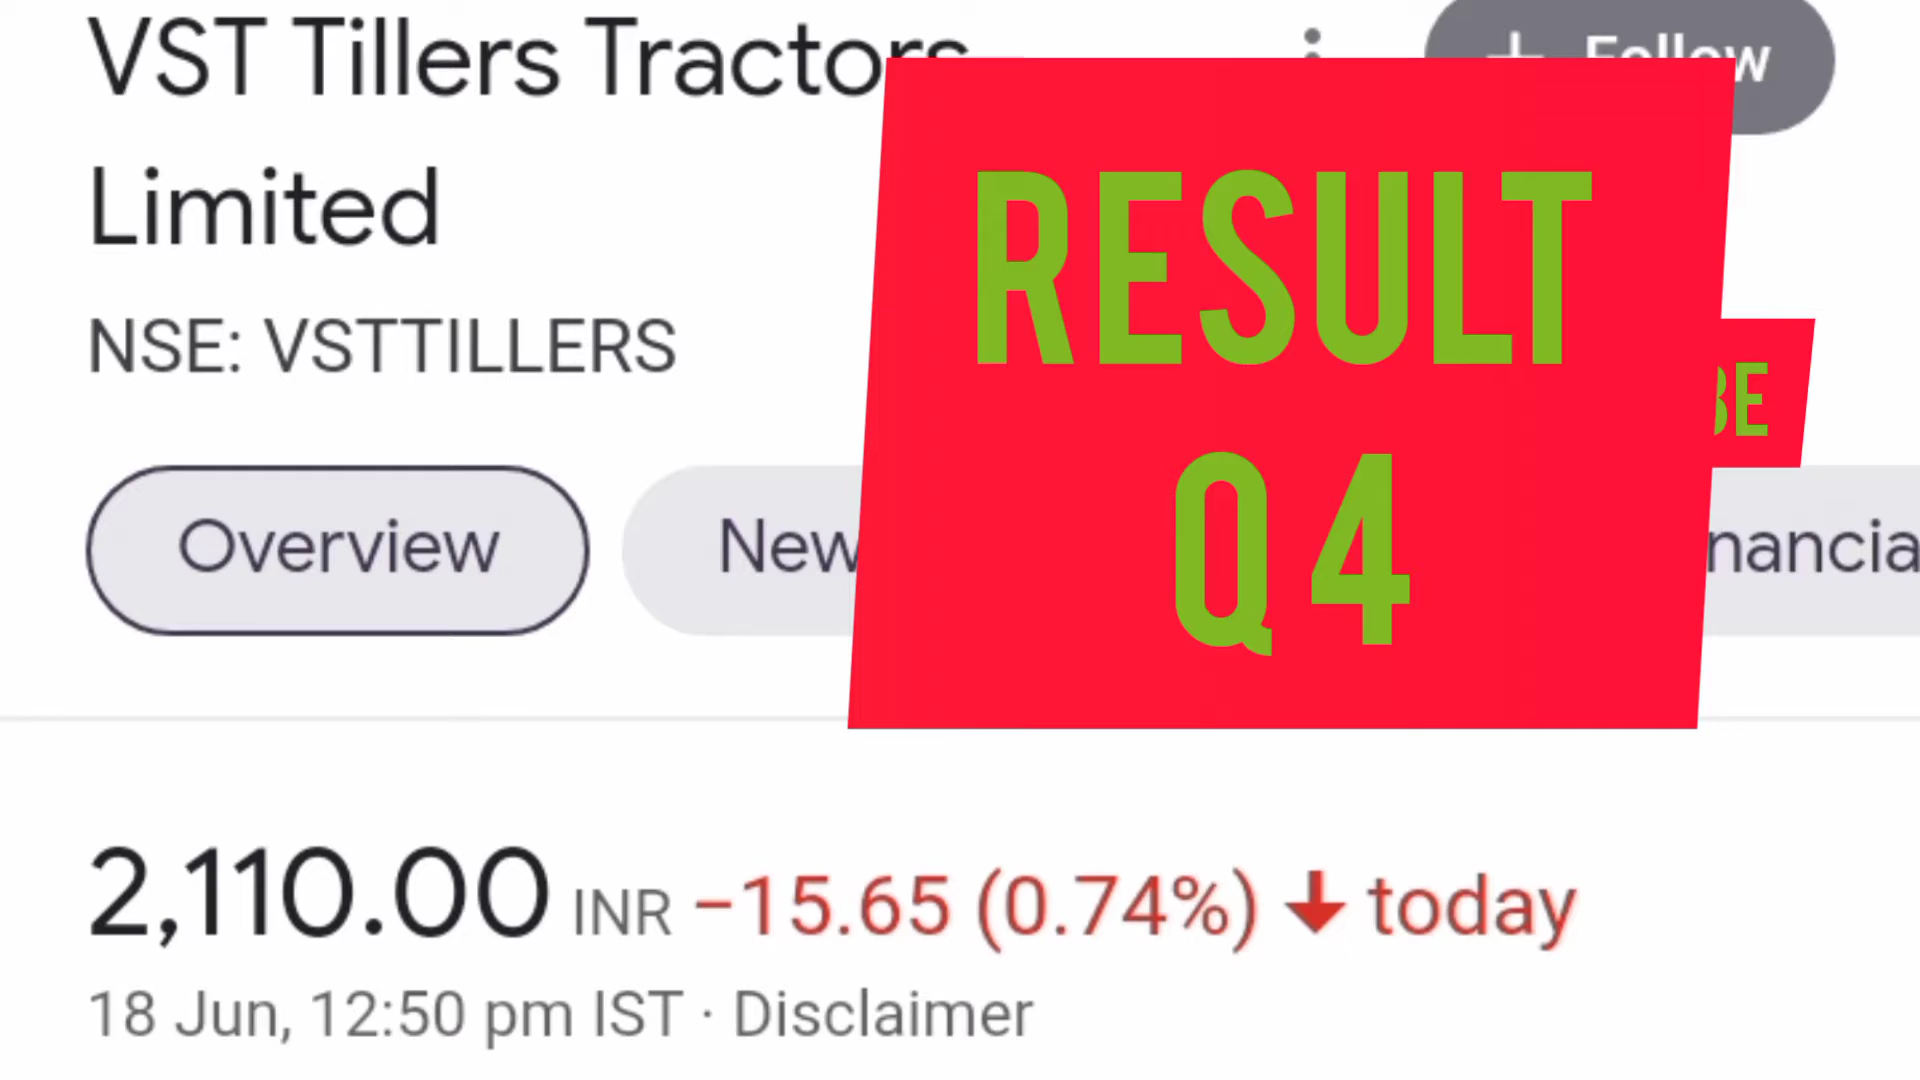 VST Tillers Tractors
Follow
Limited
RESULT
NSE: VSTTILLERS
Overview
Q4
2,110.00 INR −15.65 (0.74%) ↓ today
18 Jun, 12:50 pm IST · Disclaimer